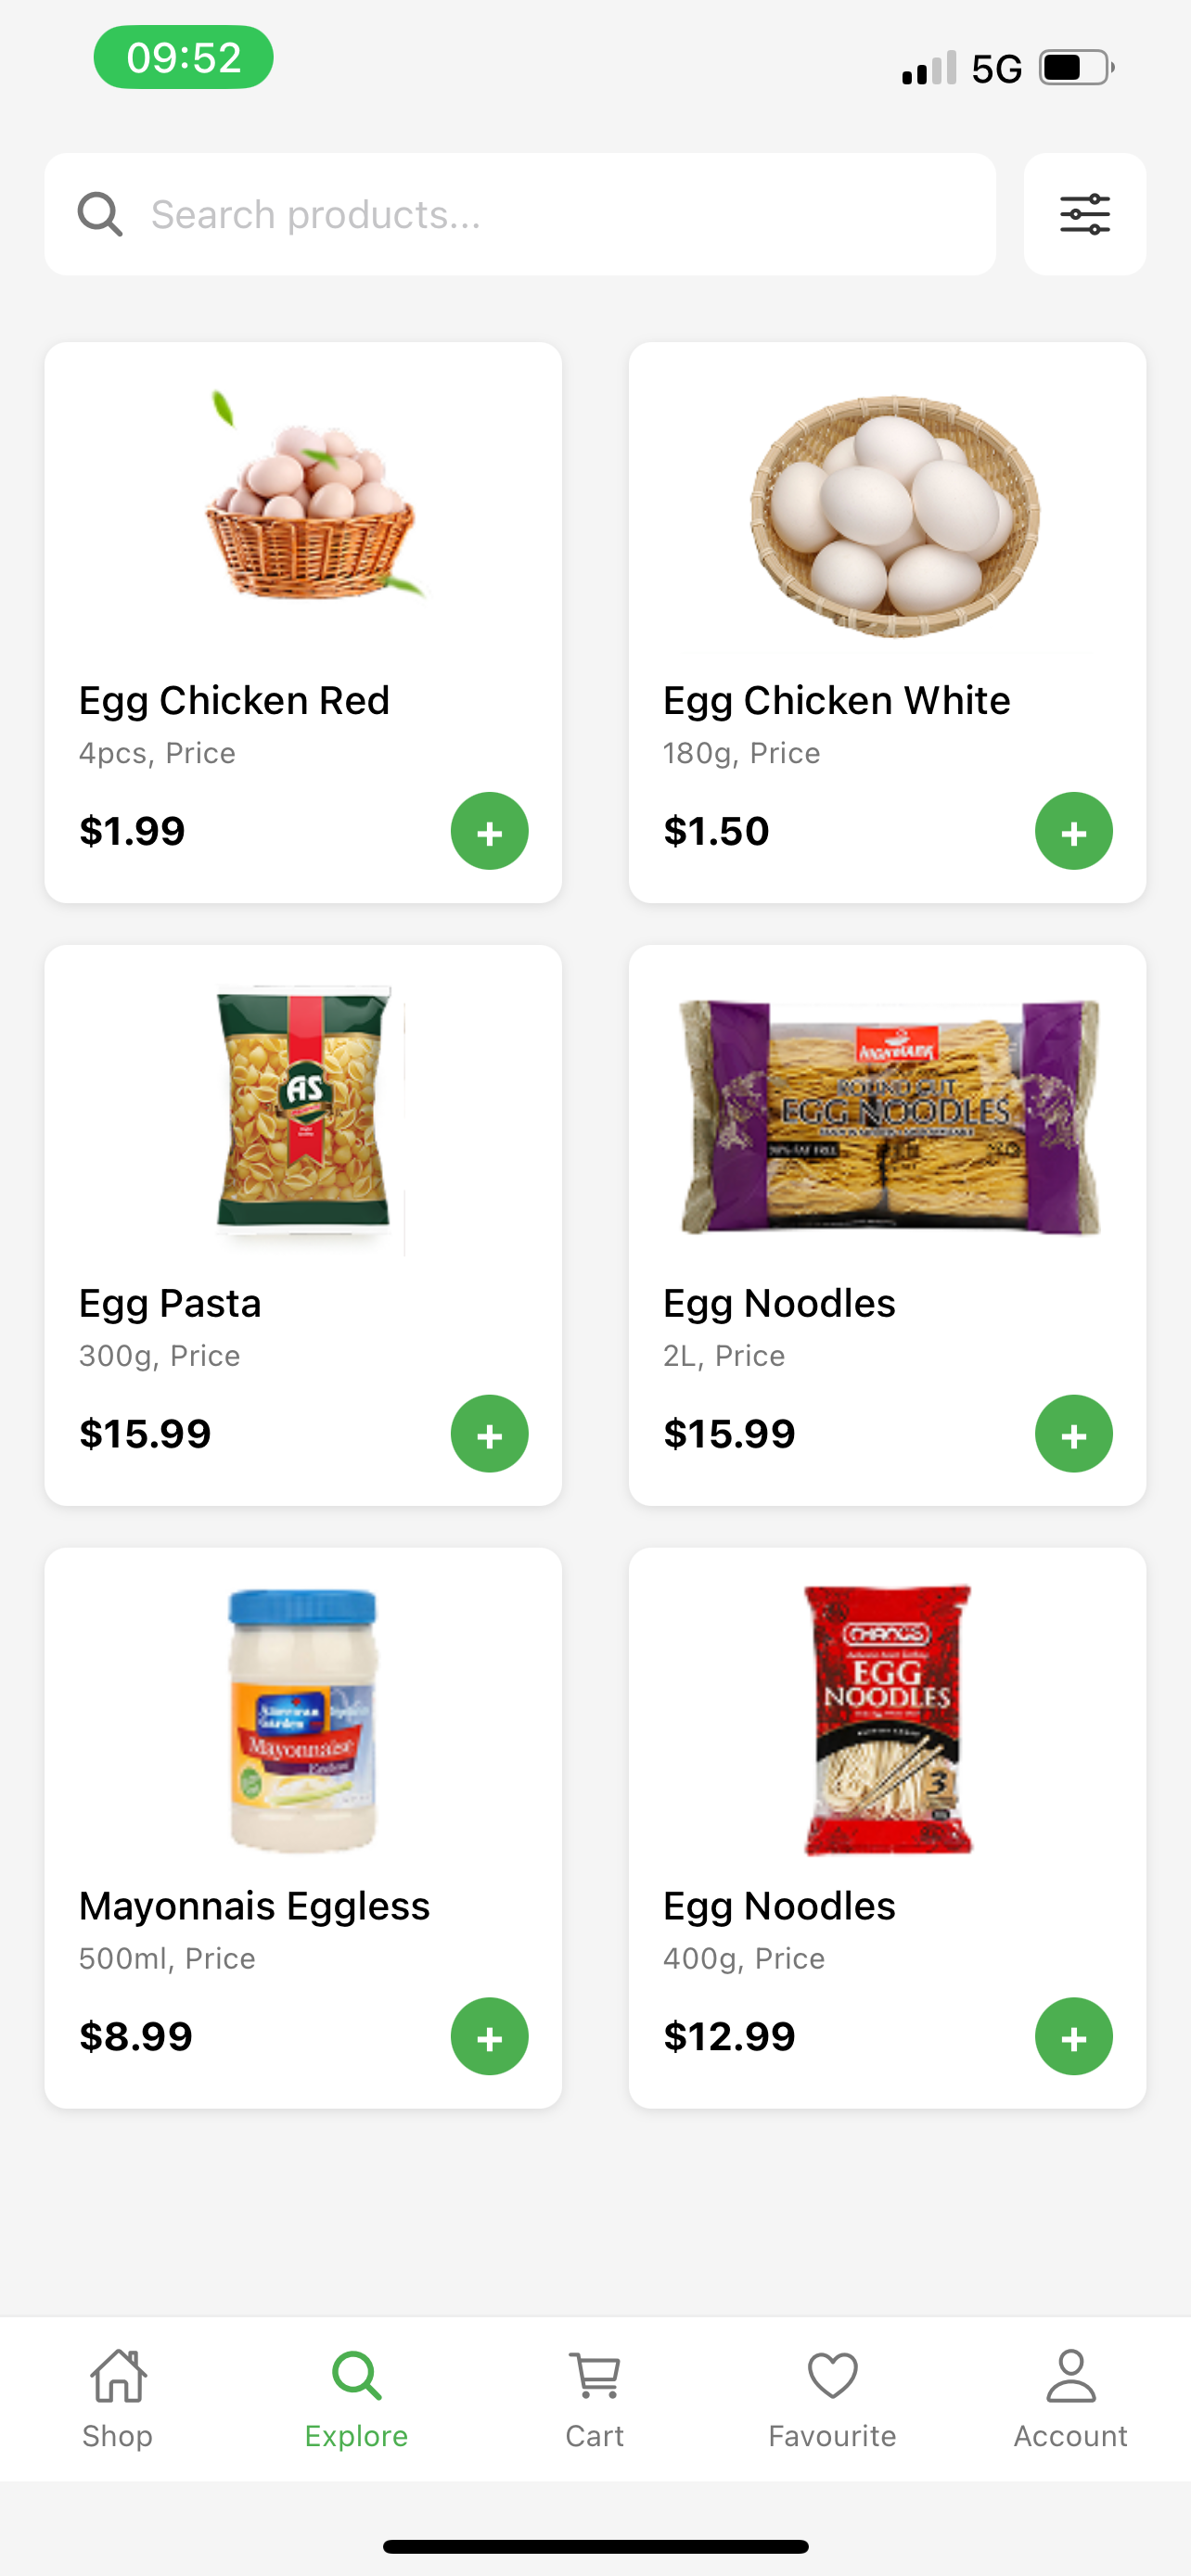 09:52
5G
Search products...
Egg Chicken Red
4pcs, Price
$1.99
+
Egg Chicken White
180g, Price
$1.50
+
AS
Egg Pasta
300g, Price
$15.99
+
ROUND CUT
EGG NOODLES
Egg Noodles
2L, Price
$15.99
+
American
Garden
Mayonnaise
Mayonnais Eggless
500ml, Price
$8.99
+
CHANG'S
EGG
NOODLES
3
Egg Noodles
400g, Price
$12.99
+
Shop
Explore
Cart
Favourite
Account